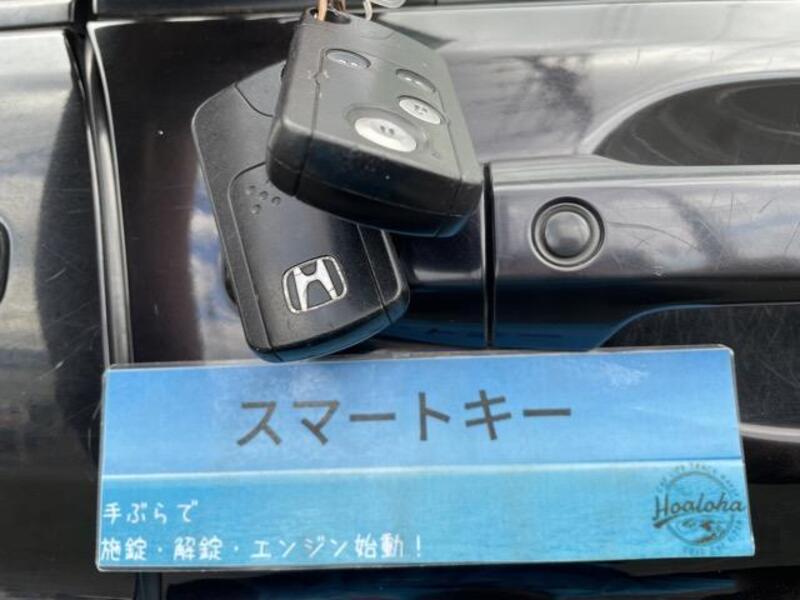 スマートキー
手ぶらで
施錠・解錠・エンジン始動！
Hoaloha